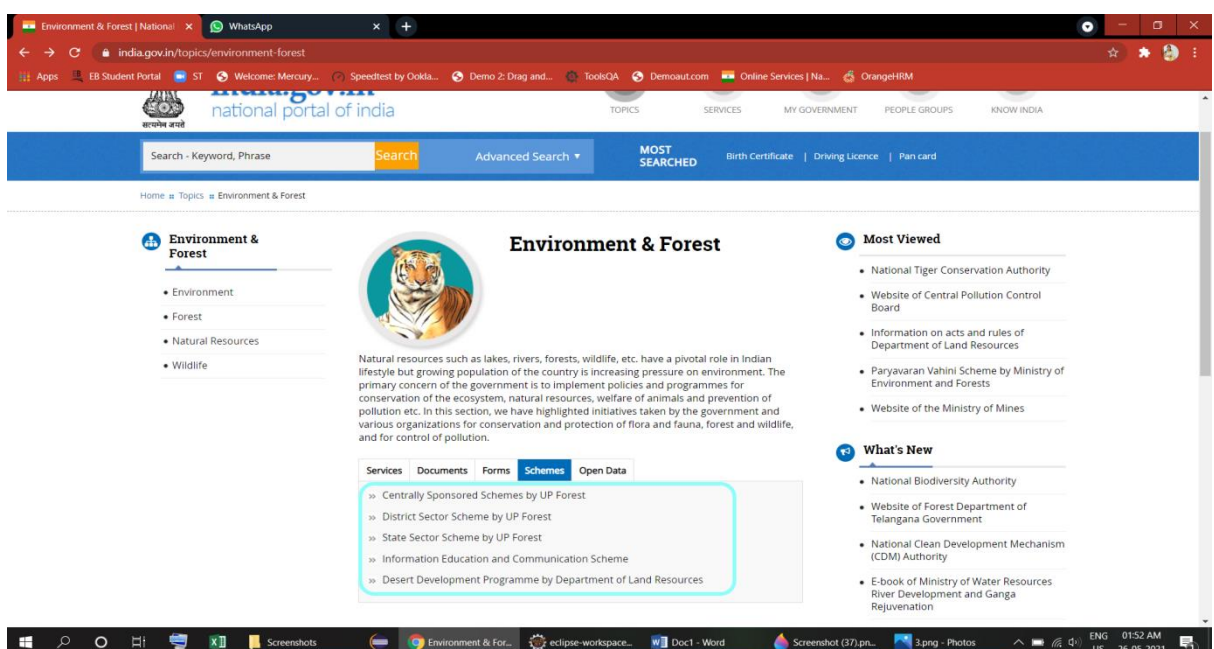 Environment & Forest | National
WhatsApp
india.gov.in/topics/environment-forest
Apps
EB Student Portal
ST
Welcome: Mercury...
Speedtest by Ookla...
Demo 2: Drag and...
ToolsQA
Demoaut.com
Online Services | Na...
OrangeHRM
सत्यमेव जयते
india.gov.in
national portal of india
TOPICS
SERVICES
MY GOVERNMENT
PEOPLE GROUPS
KNOW INDIA
Search - Keyword, Phrase
Search
Advanced Search
MOST
SEARCHED
Birth Certificate | Driving Licence | Pan card
Home Topics Environment & Forest
Environment &
Forest
Environment
Forest
Natural Resources
Wildlife
Environment & Forest
Natural resources such as lakes, rivers, forests, wildlife, etc. have a pivotal role in Indian
lifestyle but growing population of the country is increasing pressure on environment. The
primary concern of the government is to implement policies and programmes for
conservation of the ecosystem, natural resources, welfare of animals and prevention of
pollution etc. In this section, we have highlighted initiatives taken by the government and
various organizations for conservation and protection of flora and fauna, forest and wildlife,
and for control of pollution.
Services Documents Forms Schemes Open Data
» Centrally Sponsored Schemes by UP Forest
» District Sector Scheme by UP Forest
» State Sector Scheme by UP Forest
» Information Education and Communication Scheme
» Desert Development Programme by Department of Land Resources
Most Viewed
National Tiger Conservation Authority
Website of Central Pollution Control
Board
Information on acts and rules of
Department of Land Resources
Paryavaran Vahini Scheme by Ministry of
Environment and Forests
Website of the Ministry of Mines
What's New
National Biodiversity Authority
Website of Forest Department of
Telangana Government
National Clean Development Mechanism
(CDM) Authority
E-book of Ministry of Water Resources
River Development and Ganga
Rejuvenation
Screenshots
Environment & For...
eclipse-workspace...
Doc1 - Word
Screenshot (37).pn...
3.png - Photos
ENG
US
01:52 AM
26-05-2021